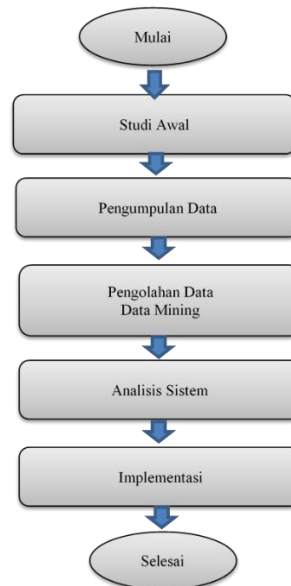 Mulai
Studi Awal
Pengumpulan Data
Pengolahan Data
Data Mining
Analisis Sistem
Implementasi
Selesai